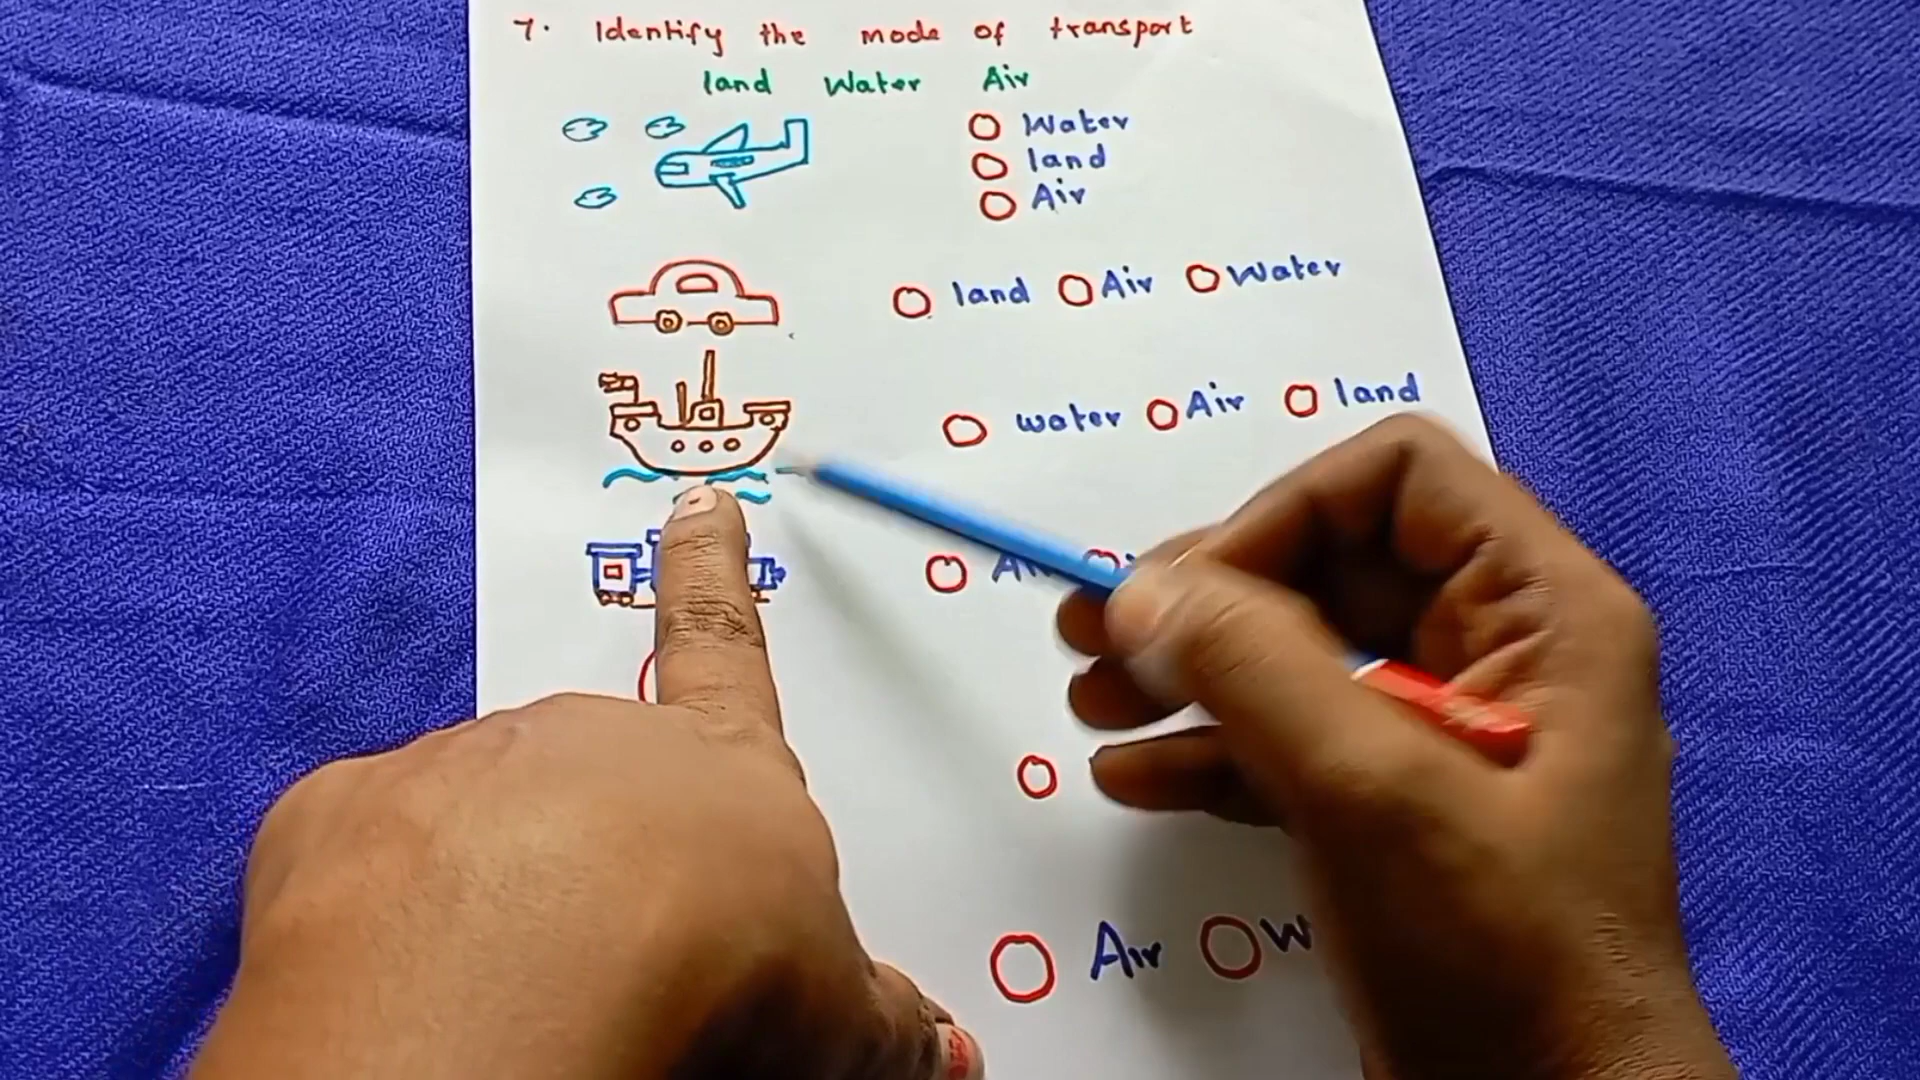 7. Identify the mode of transport
land Water Air
Water
land
Air
land Air Water
water Air land
Air